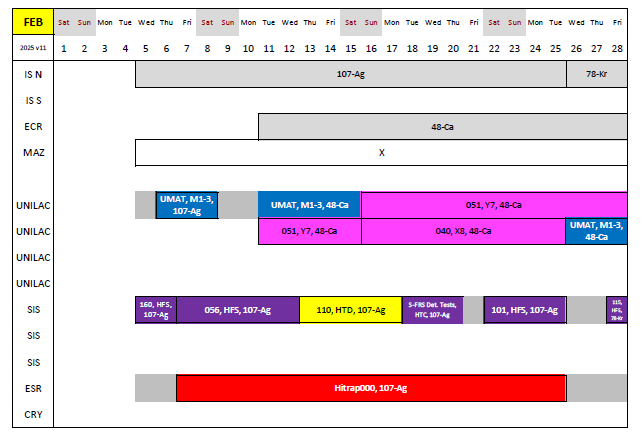 FEB Sat Sun Mon Tue Wed Thu Fri Sat Sun Mon Tue Wed Thu Fri Sat Sun Mon Tue Wed Thu Fri Sat Sun Mon Tue Wed Thu Fri
2025 v11 1 2 3 4 5 6 7 8 9 10 11 12 13 14 15 16 17 18 19 20 21 22 23 24 25 26 27 28
IS N 107-Ag 78-Kr
IS S
ECR 48-Ca
MAZ X
UNILAC UMAT, M1-3, 48-Ca 051, Y7, 48-Ca
UMAT, M1-3,
107-Ag
UNILAC 051, Y7, 48-Ca 040, X8, 48-Ca
UMAT, M1-3,
48-Ca
UNILAC
UNILAC
SIS 056, HFS, 107-Ag 110, HTD, 107-Ag 101, HFS, 107-Ag
160, HFS,
107-Ag
S-FRS Det. Tests,
HTC, 107-Ag
115,
HFS,
78-Kr
SIS
SIS
ESR Hitrap000, 107-Ag
CRY